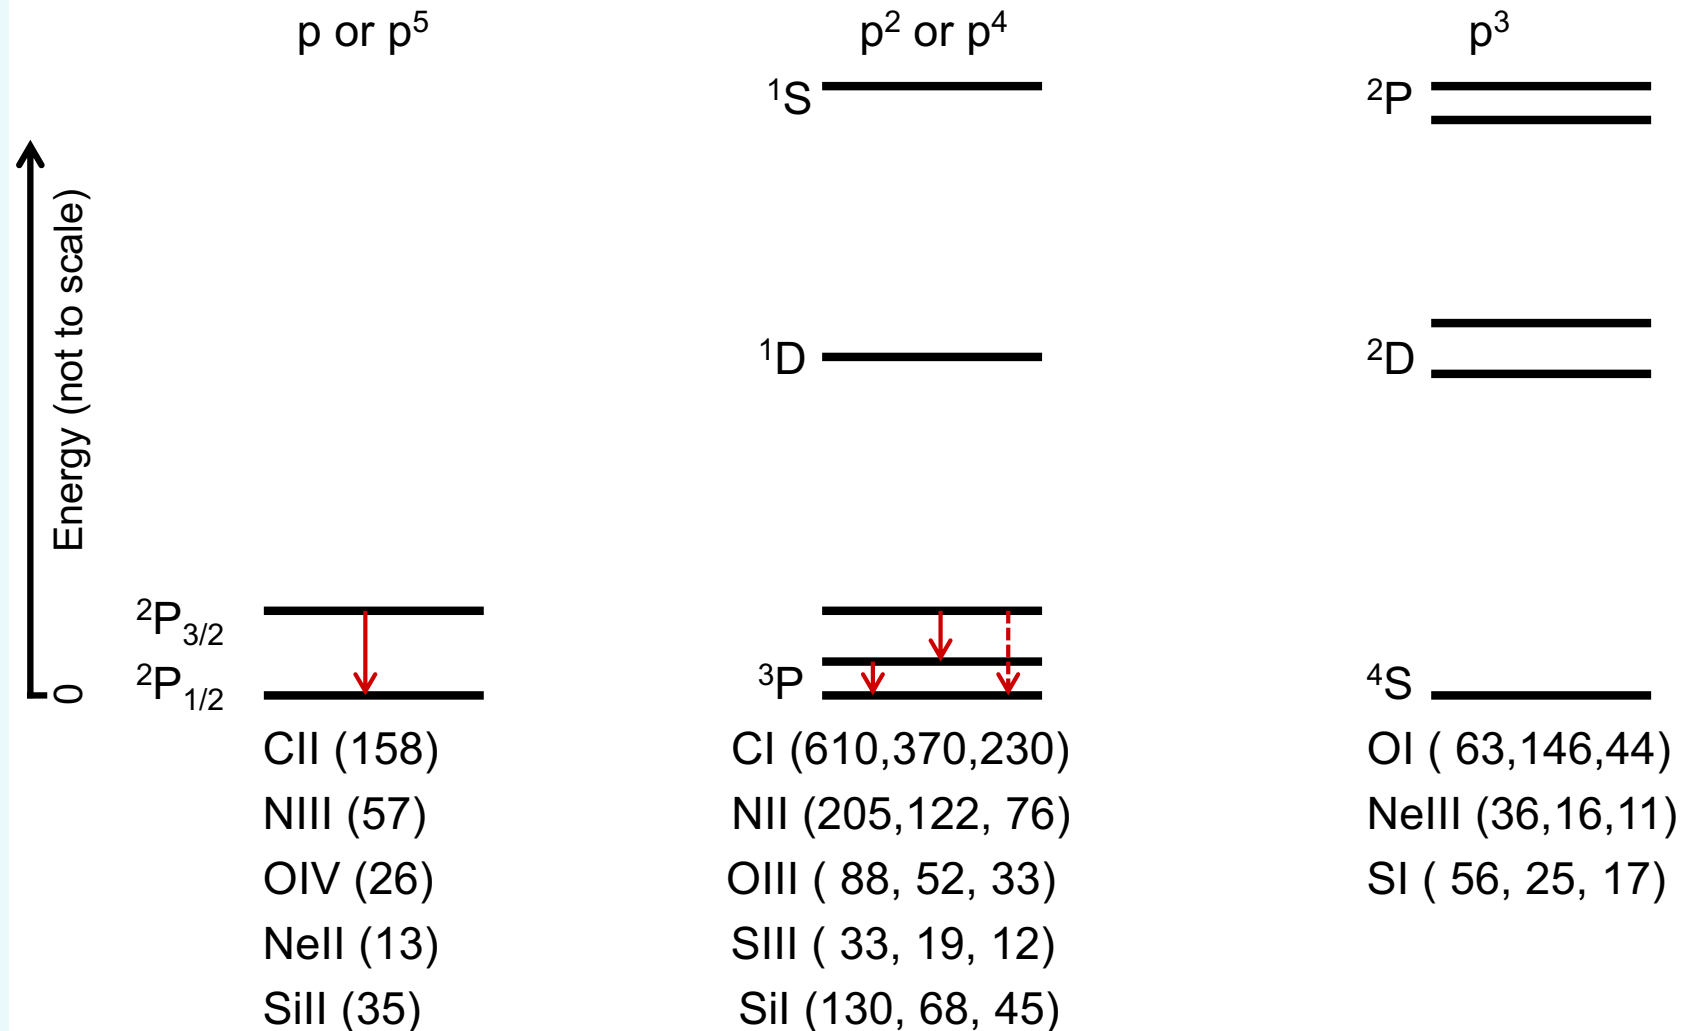 p or p⁵
p² or p⁴
p³
¹S
²P
Energy (not to scale)
¹D
²D
²P₃/₂
²P₁/₂
³P
⁴S
0
CII (158)
NIII (57)
OIV (26)
NeII (13)
SiII (35)
CI (610,370,230)
NII (205,122, 76)
OIII ( 88, 52, 33)
SIII ( 33, 19, 12)
SiI (130, 68, 45)
OI ( 63,146,44)
NeIII (36,16,11)
SI ( 56, 25, 17)